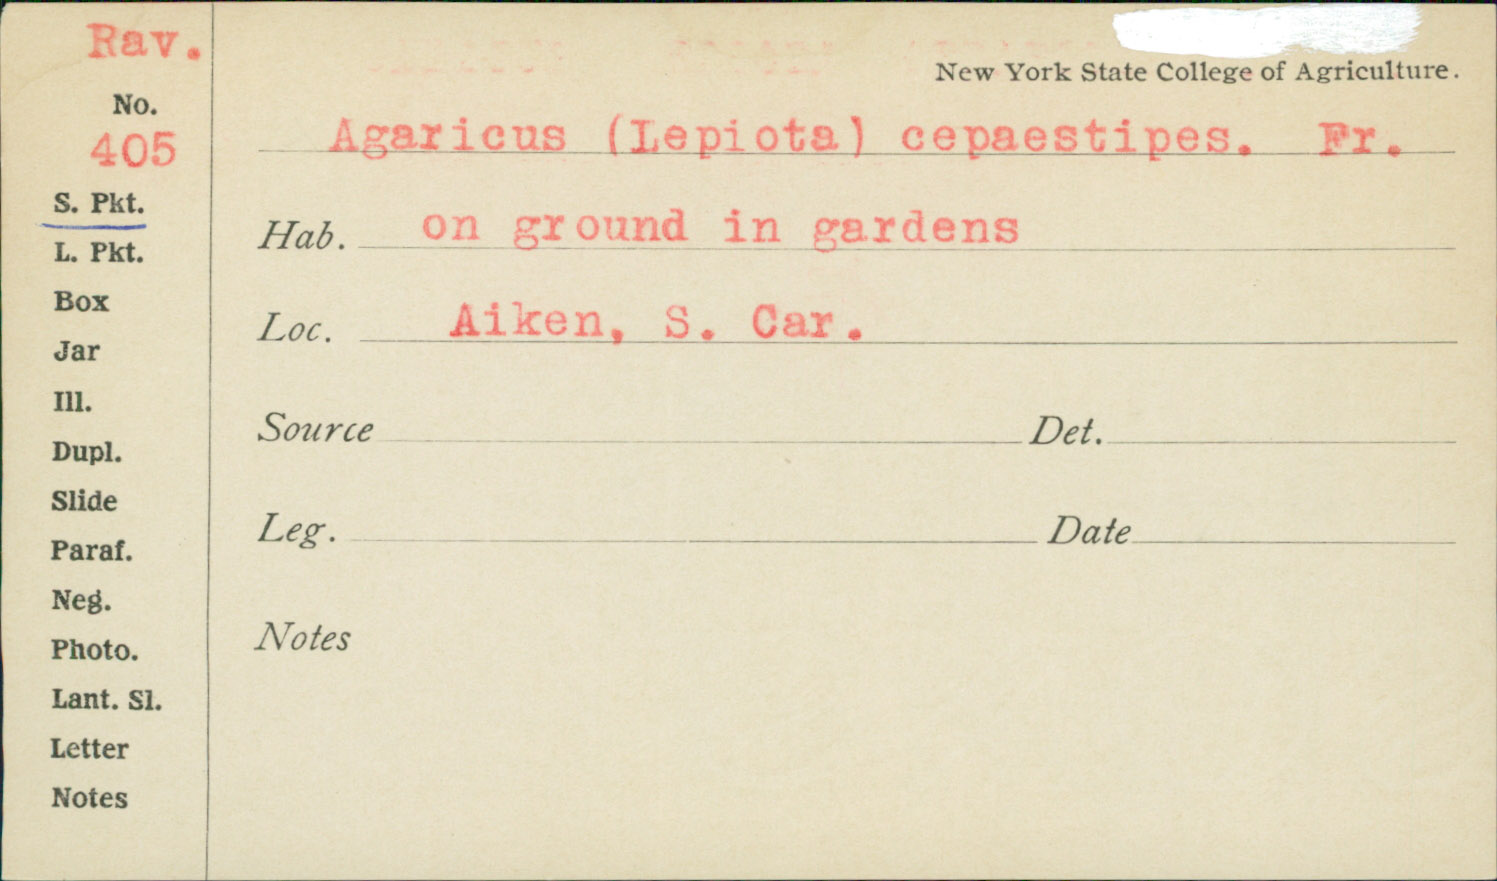 Rav.
No.
405
S. Pkt.
L. Pkt.
Box
Jar
Ill.
Dupl.
Slide
Paraf.
Neg.
Photo.
Lant. Sl.
Letter
Notes
New York State College of Agriculture.
Agaricus (Lepiota) cepaestipes. Fr.
Hab. on ground in gardens
Loc. Aiken, S. Car.
Source Det.
Leg. Date
Notes